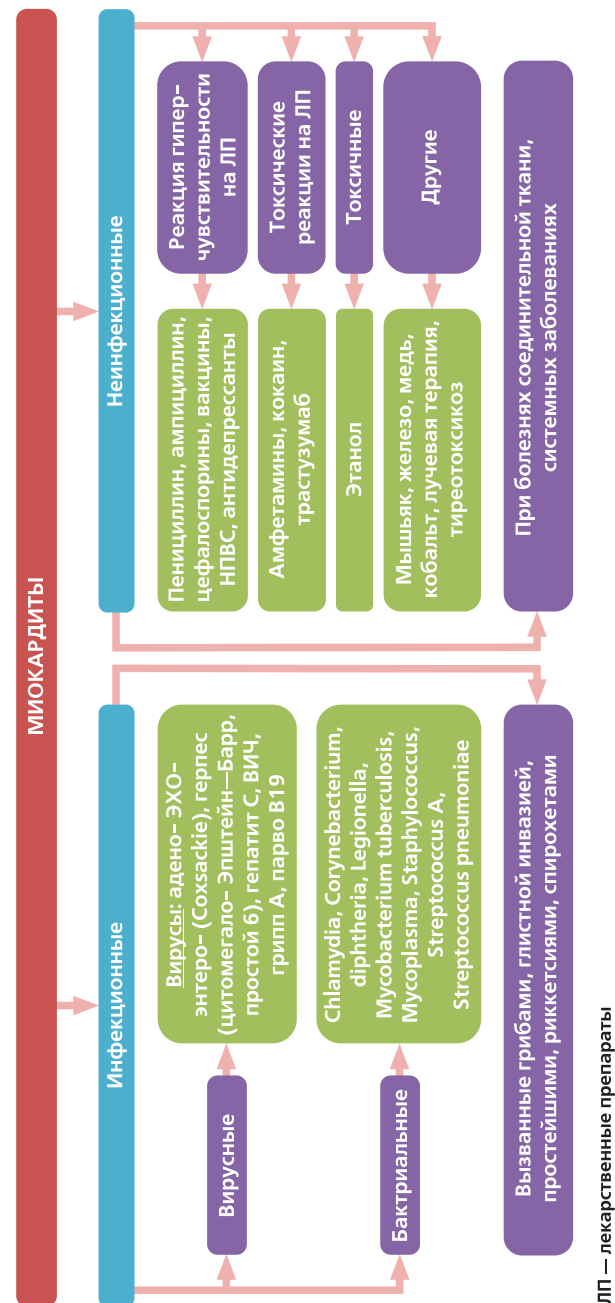 МИОКАРДИТЫ
Инфекционные
Вирусные
Вирусы: адено– ЭХО–
энтеро– (Coxsackie), герпес
(цитомегало– Эпштейн—Барр,
простой 6), гепатит С, ВИЧ,
грипп А, парво В19
Бактриальные
Chlamydia, Corynebacterium,
diphtheria, Legionella,
Mycobacterium tuberculosis,
Mycoplasma, Staphylococcus,
Streptococcus A,
Streptococcus pneumoniae
Вызванные грибами, глистной инвазией,
простейшими, риккетсиями, спирохетами
Неинфекционные
Пенициллин, ампициллин,
цефалоспорины, вакцины,
НПВС, антидепрессанты
Реакция гипер–
чувствительности
на ЛП
Амфетамины, кокаин,
трастузумаб
Токсические
реакции на ЛП
Этанол
Токсичные
Мышьяк, железо, медь,
кобальт, лучевая терапия,
тиреотоксикоз
Другие
При болезнях соединительной ткани,
системных заболеваниях
ЛП — лекарственные препараты